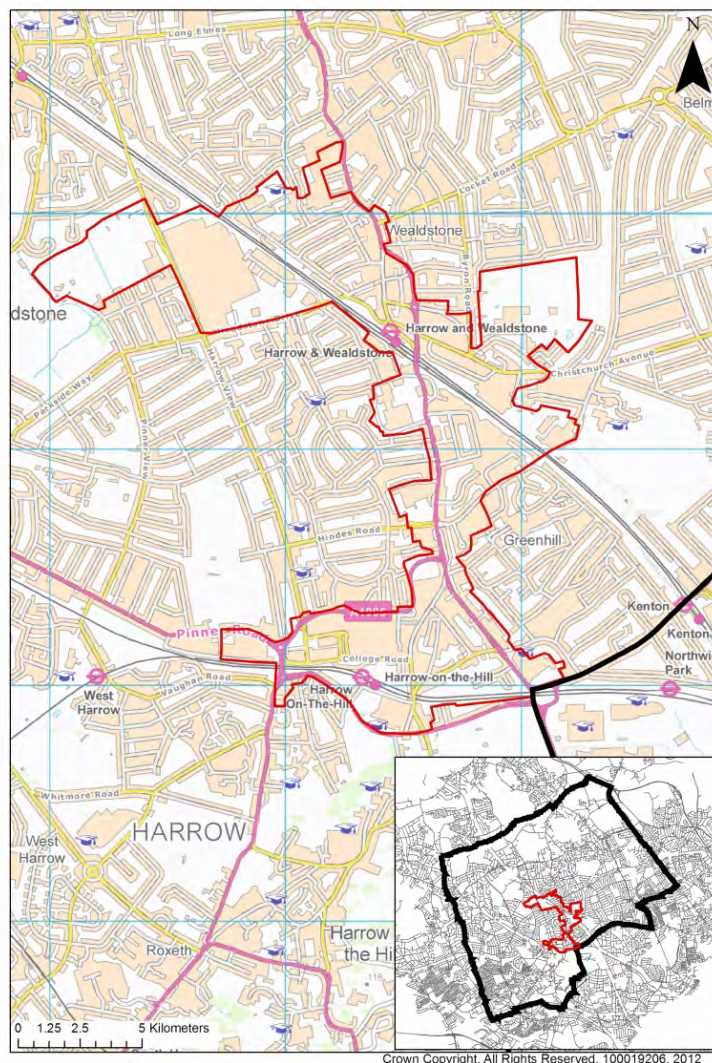 Long Elmes
N
Belm
Locket Road
Wealdstone
Byron Road
dstone
Harrow and Wealdstone
Harrow & Wealdstone
Christchurch Avenue
Parkside Way
Harrow View
Pinner View
Hindes Road
Greenhill
Kenton
Pinner Road
Kenton
College Road
Northwi
Park
Harrow-on-the-Hill
West
Harrow
Vaughan Road
Harrow
On-The-Hill
Whitmore Road
HARROW
West
Harrow
Roxeth
Harrow
the Hi
118
0 1.25 2.5 5 Kilometers
Crown Copyright. All Rights Reserved. 100019206. 2012